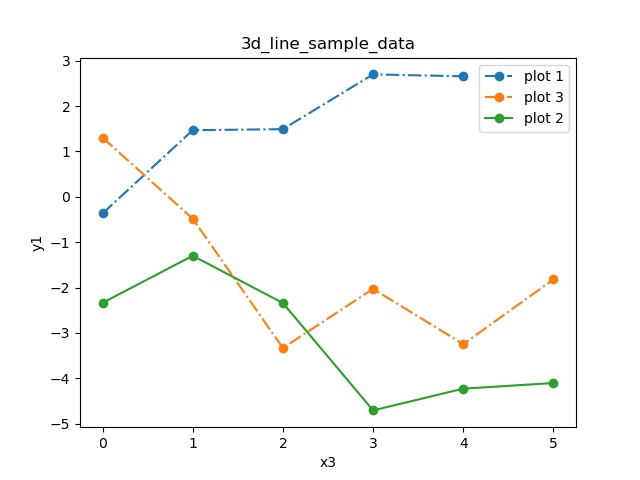 3d_line_sample_data
3
2
1
0
−1
−2
−3
−4
−5
y1
plot 1
plot 3
plot 2
0 1 2 3 4 5
x3